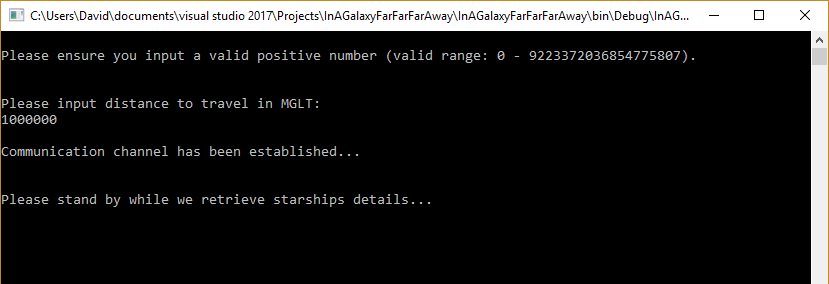 C:\Users\David\documents\visual studio 2017\Projects\InAGalaxyFarFarFarAway\InAGalaxyFarFarFarAway\bin\Debug\InAG...
Please ensure you input a valid positive number (valid range: 0 - 9223372036854775807).
Please input distance to travel in MGLT:
1000000
Communication channel has been established...
Please stand by while we retrieve starships details...